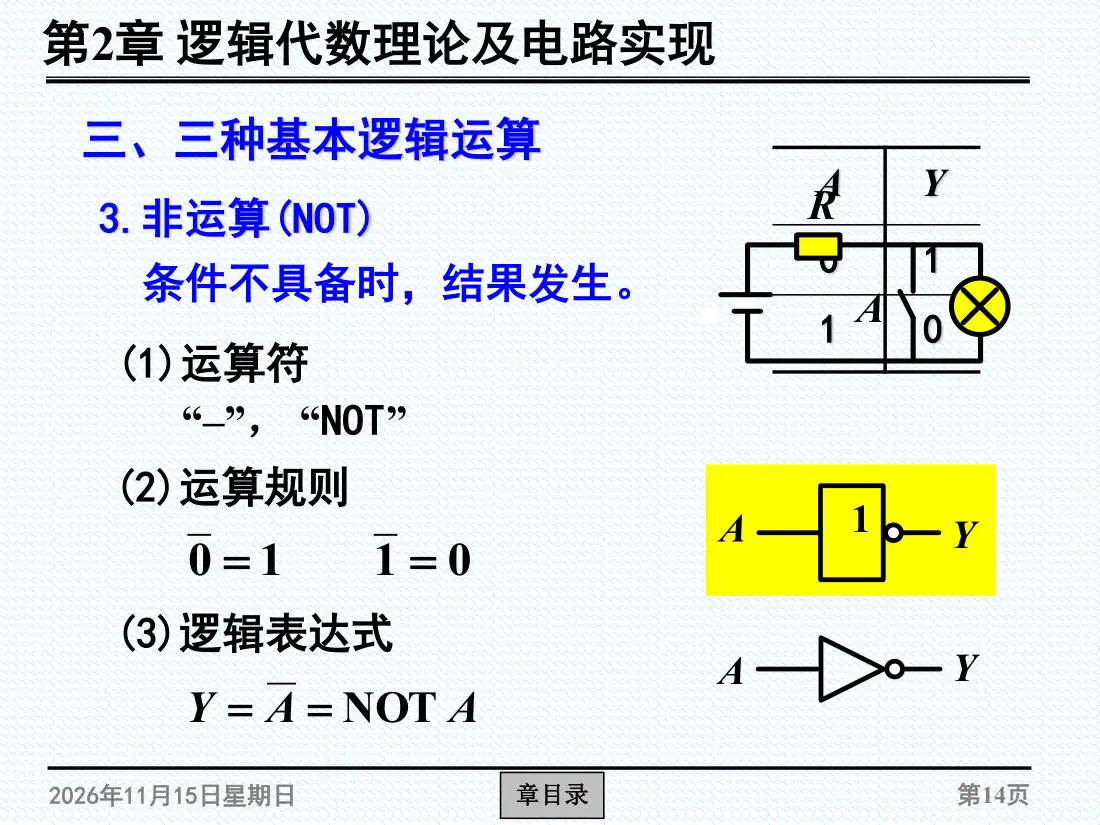 第2章 逻辑代数理论及电路实现
三、三种基本逻辑运算
3.非运算(NOT)
条件不具备时，结果发生。
(1)运算符
“–”， “NOT”
(2)运算规则
0̅ = 1 1̅ = 0
(3)逻辑表达式
Y = A̅ = NOT A
A Y
R
0 1
A
1 0
A 1 Y
A Y
2026年11月15日星期日
章目录
第14页